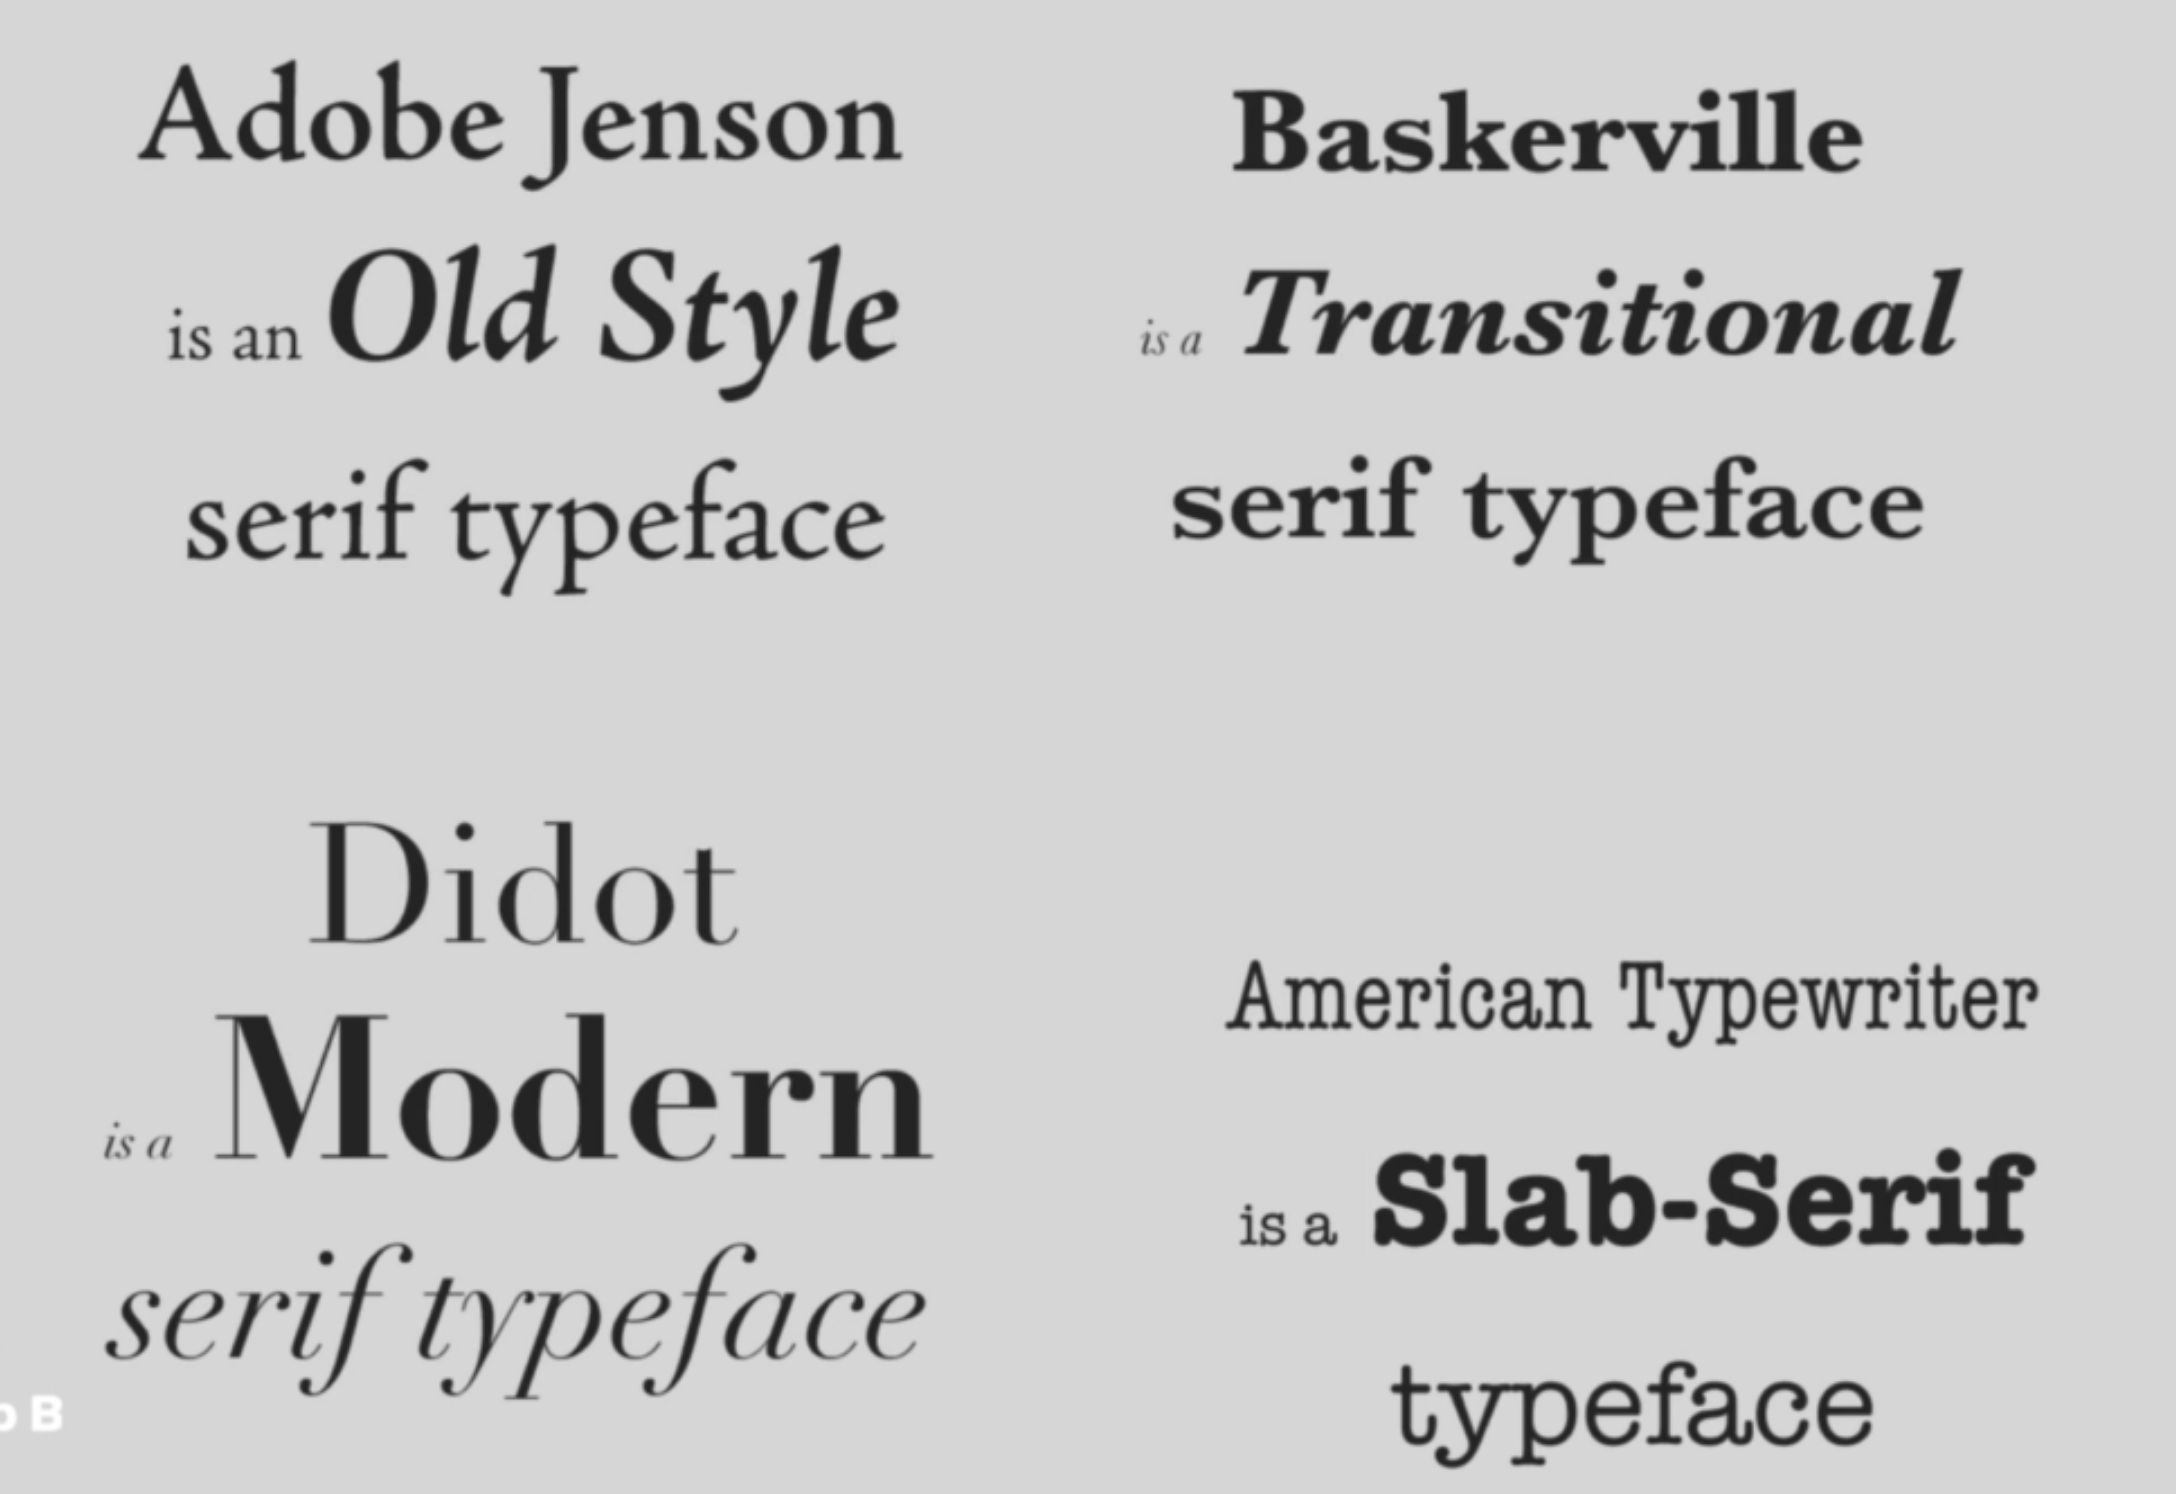 Adobe Jenson
is an Old Style
serif typeface
Baskerville
is a Transitional
serif typeface
Didot
is a Modern
serif typeface
American Typewriter
is a Slab-Serif
typeface
B